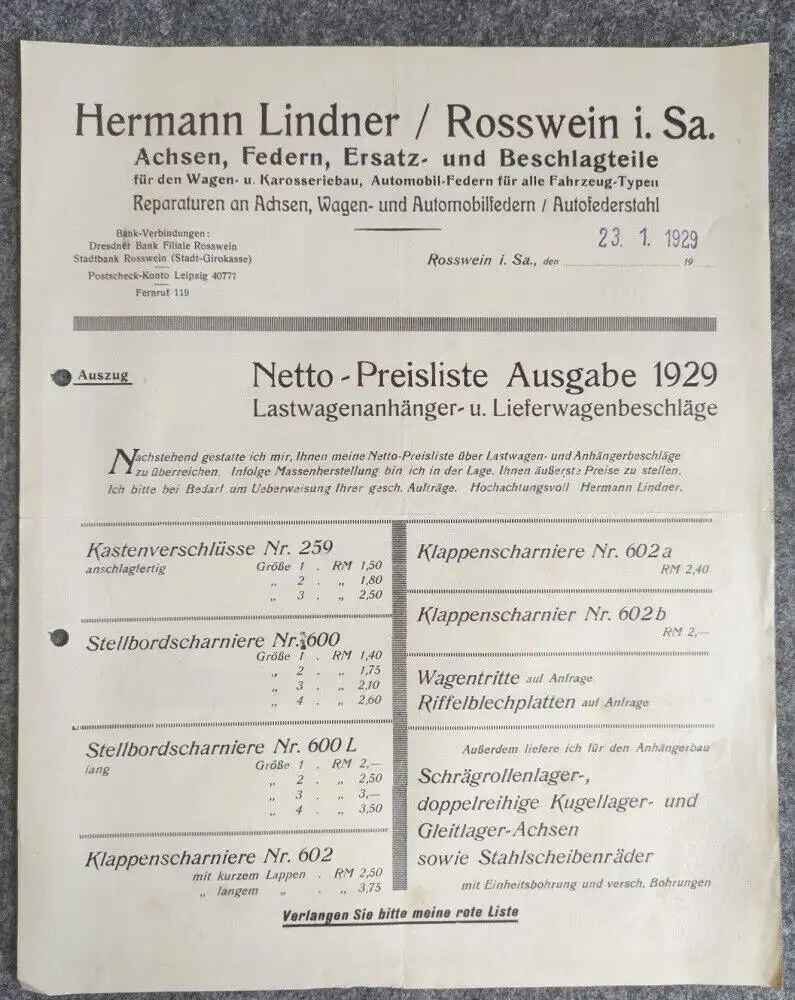 Hermann Lindner / Rosswein i. Sa.
Achsen, Federn, Ersatz- und Beschlagteile
für den Wagen- u. Karosseriebau, Automobil-Federn für alle Fahrzeug-Typen
Reparaturen an Achsen, Wagen- und Automobilfedern / Autofederstahl
Bank-Verbindungen:
Dresdner Bank Filiale Rosswein
Stadtbank Rosswein (Stadt-Girokasse)
Postscheck-Konto Leipzig 40777
Fernruf 119
23. 1. 1929
Rosswein i. Sa., den 19
Auszug
Netto-Preisliste Ausgabe 1929
Lastwagenanhänger- u. Lieferwagenbeschläge
Nachstehend gestatte ich mir, Ihnen meine Netto-Preisliste über Lastwagen- und Anhängerbeschläge
zu überreichen. Infolge Massenherstellung bin ich in der Lage, Ihnen äußerste Preise zu stellen.
Ich bitte bei Bedarf um Ueberweisung Ihrer gesch. Aufträge. Hochachtungsvoll Hermann Lindner.
Kastenverschlüsse Nr. 259
anschlagfertig Größe 1 . RM 1,50
„ 2 . „ 1,80
„ 3 . „ 2,50
Stellbordscharniere Nr. 600
Größe 1 . RM 1,40
„ 2 . „ 1,75
„ 3 . „ 2,10
„ 4 . „ 2,60
Stellbordscharniere Nr. 600 L
lang Größe 1 . RM 2,—
„ 2 . „ 2,50
„ 3 . „ 3,—
„ 4 . „ 3,50
Klappenscharniere Nr. 602
mit kurzem Lappen . RM 2,50
„ langem „ . „ 3,75
Klappenscharniere Nr. 602a
RM 2,40
Klappenscharnier Nr. 602b
RM 2,—
Wagentritte auf Anfrage
Riffelblechplatten auf Anfrage
Außerdem liefere ich für den Anhängerbau
Schrägrollenlager-,
doppelreihige Kugellager- und
Gleitlager-Achsen
sowie Stahlscheibenräder
mit Einheitsbohrung und versch. Bohrungen
Verlangen Sie bitte meine rote Liste